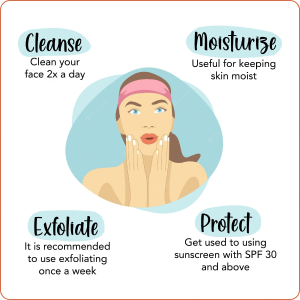 Cleanse
Clean your
face 2x a day
Moisturize
Useful for keeping
skin moist
Exfoliate
It is recommended
to use exfoliating
once a week
Protect
Get used to using
sunscreen with SPF 30
and above